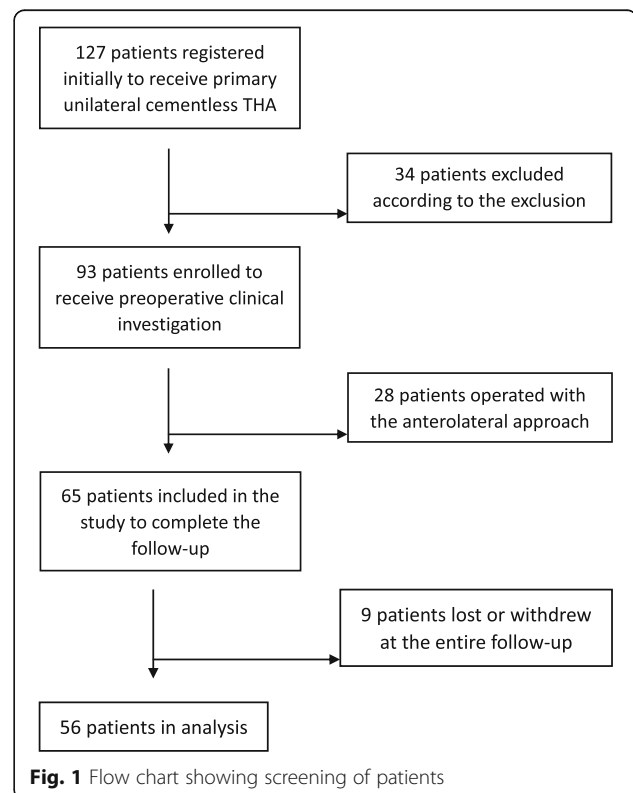 127 patients registered
initially to receive primary
unilateral cementless THA
34 patients excluded
according to the exclusion
93 patients enrolled to
receive preoperative clinical
investigation
28 patients operated with
the anterolateral approach
65 patients included in the
study to complete the
follow-up
9 patients lost or withdrew
at the entire follow-up
56 patients in analysis
Fig. 1 Flow chart showing screening of patients